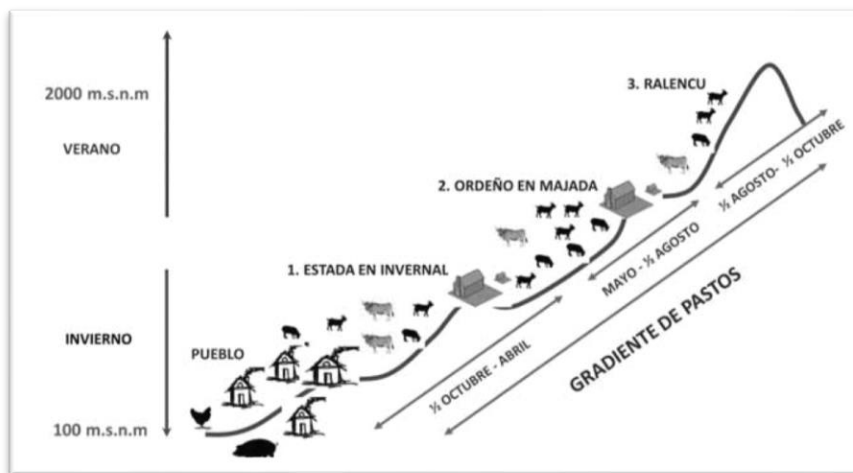 2000 m.s.n.m
VERANO
3. RALENCU
2. ORDEÑO EN MAJADA
1. ESTADA EN INVERNAL
INVIERNO
PUEBLO
100 m.s.n.m
½ OCTUBRE - ABRIL
MAYO - ½ AGOSTO
½ AGOSTO- ½ OCTUBRE
GRADIENTE DE PASTOS